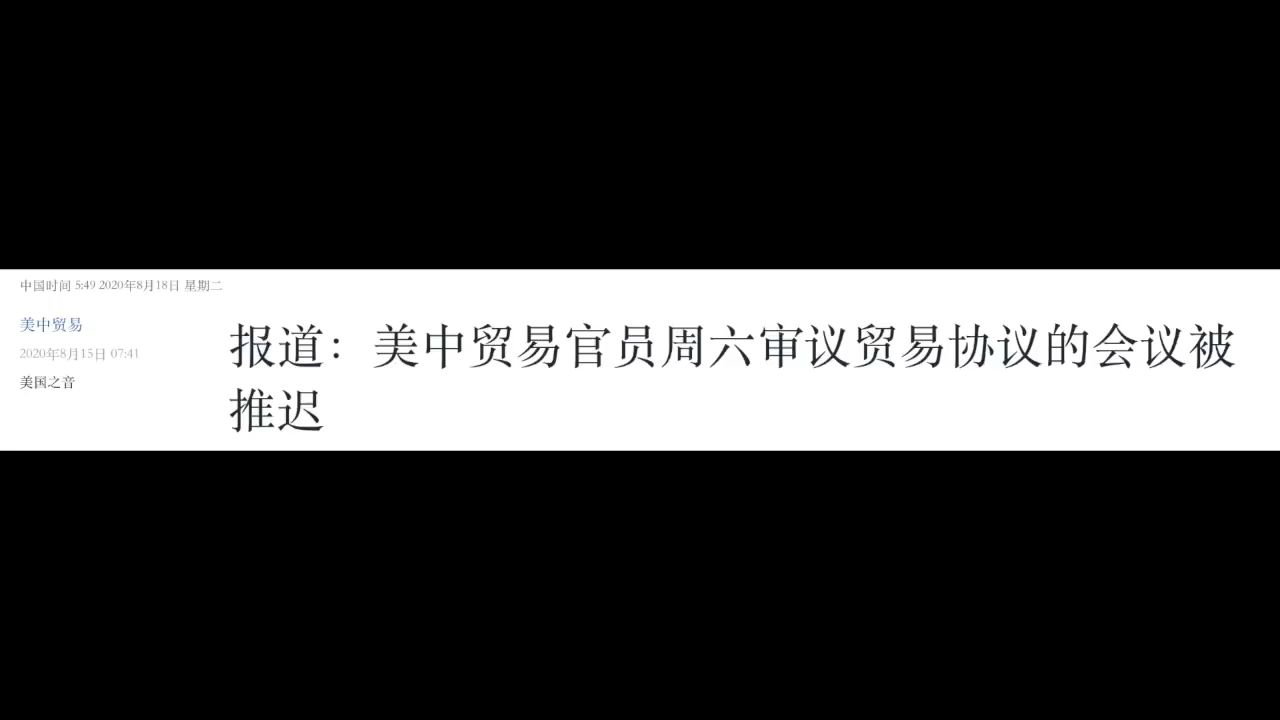 中国时间 5:49 2020年8月18日 星期二
美中贸易
2020年8月15日 07:41
美国之音
报道：美中贸易官员周六审议贸易协议的会议被
推迟